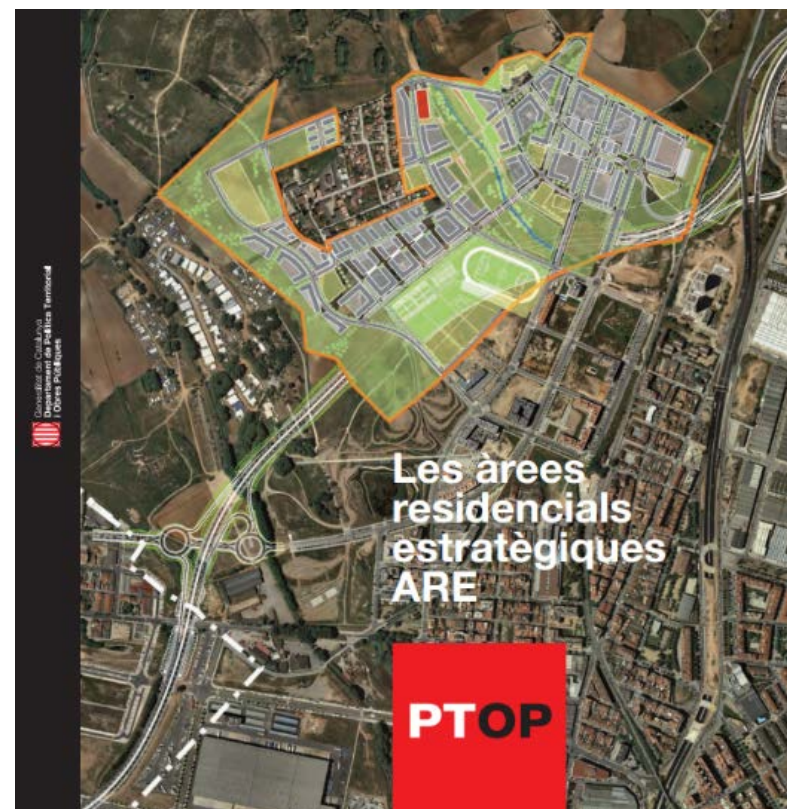 Generalitat de Catalunya
Departament de Política Territorial
i Obres Públiques
Les àrees
residencials
estratègiques
ARE
PTOP